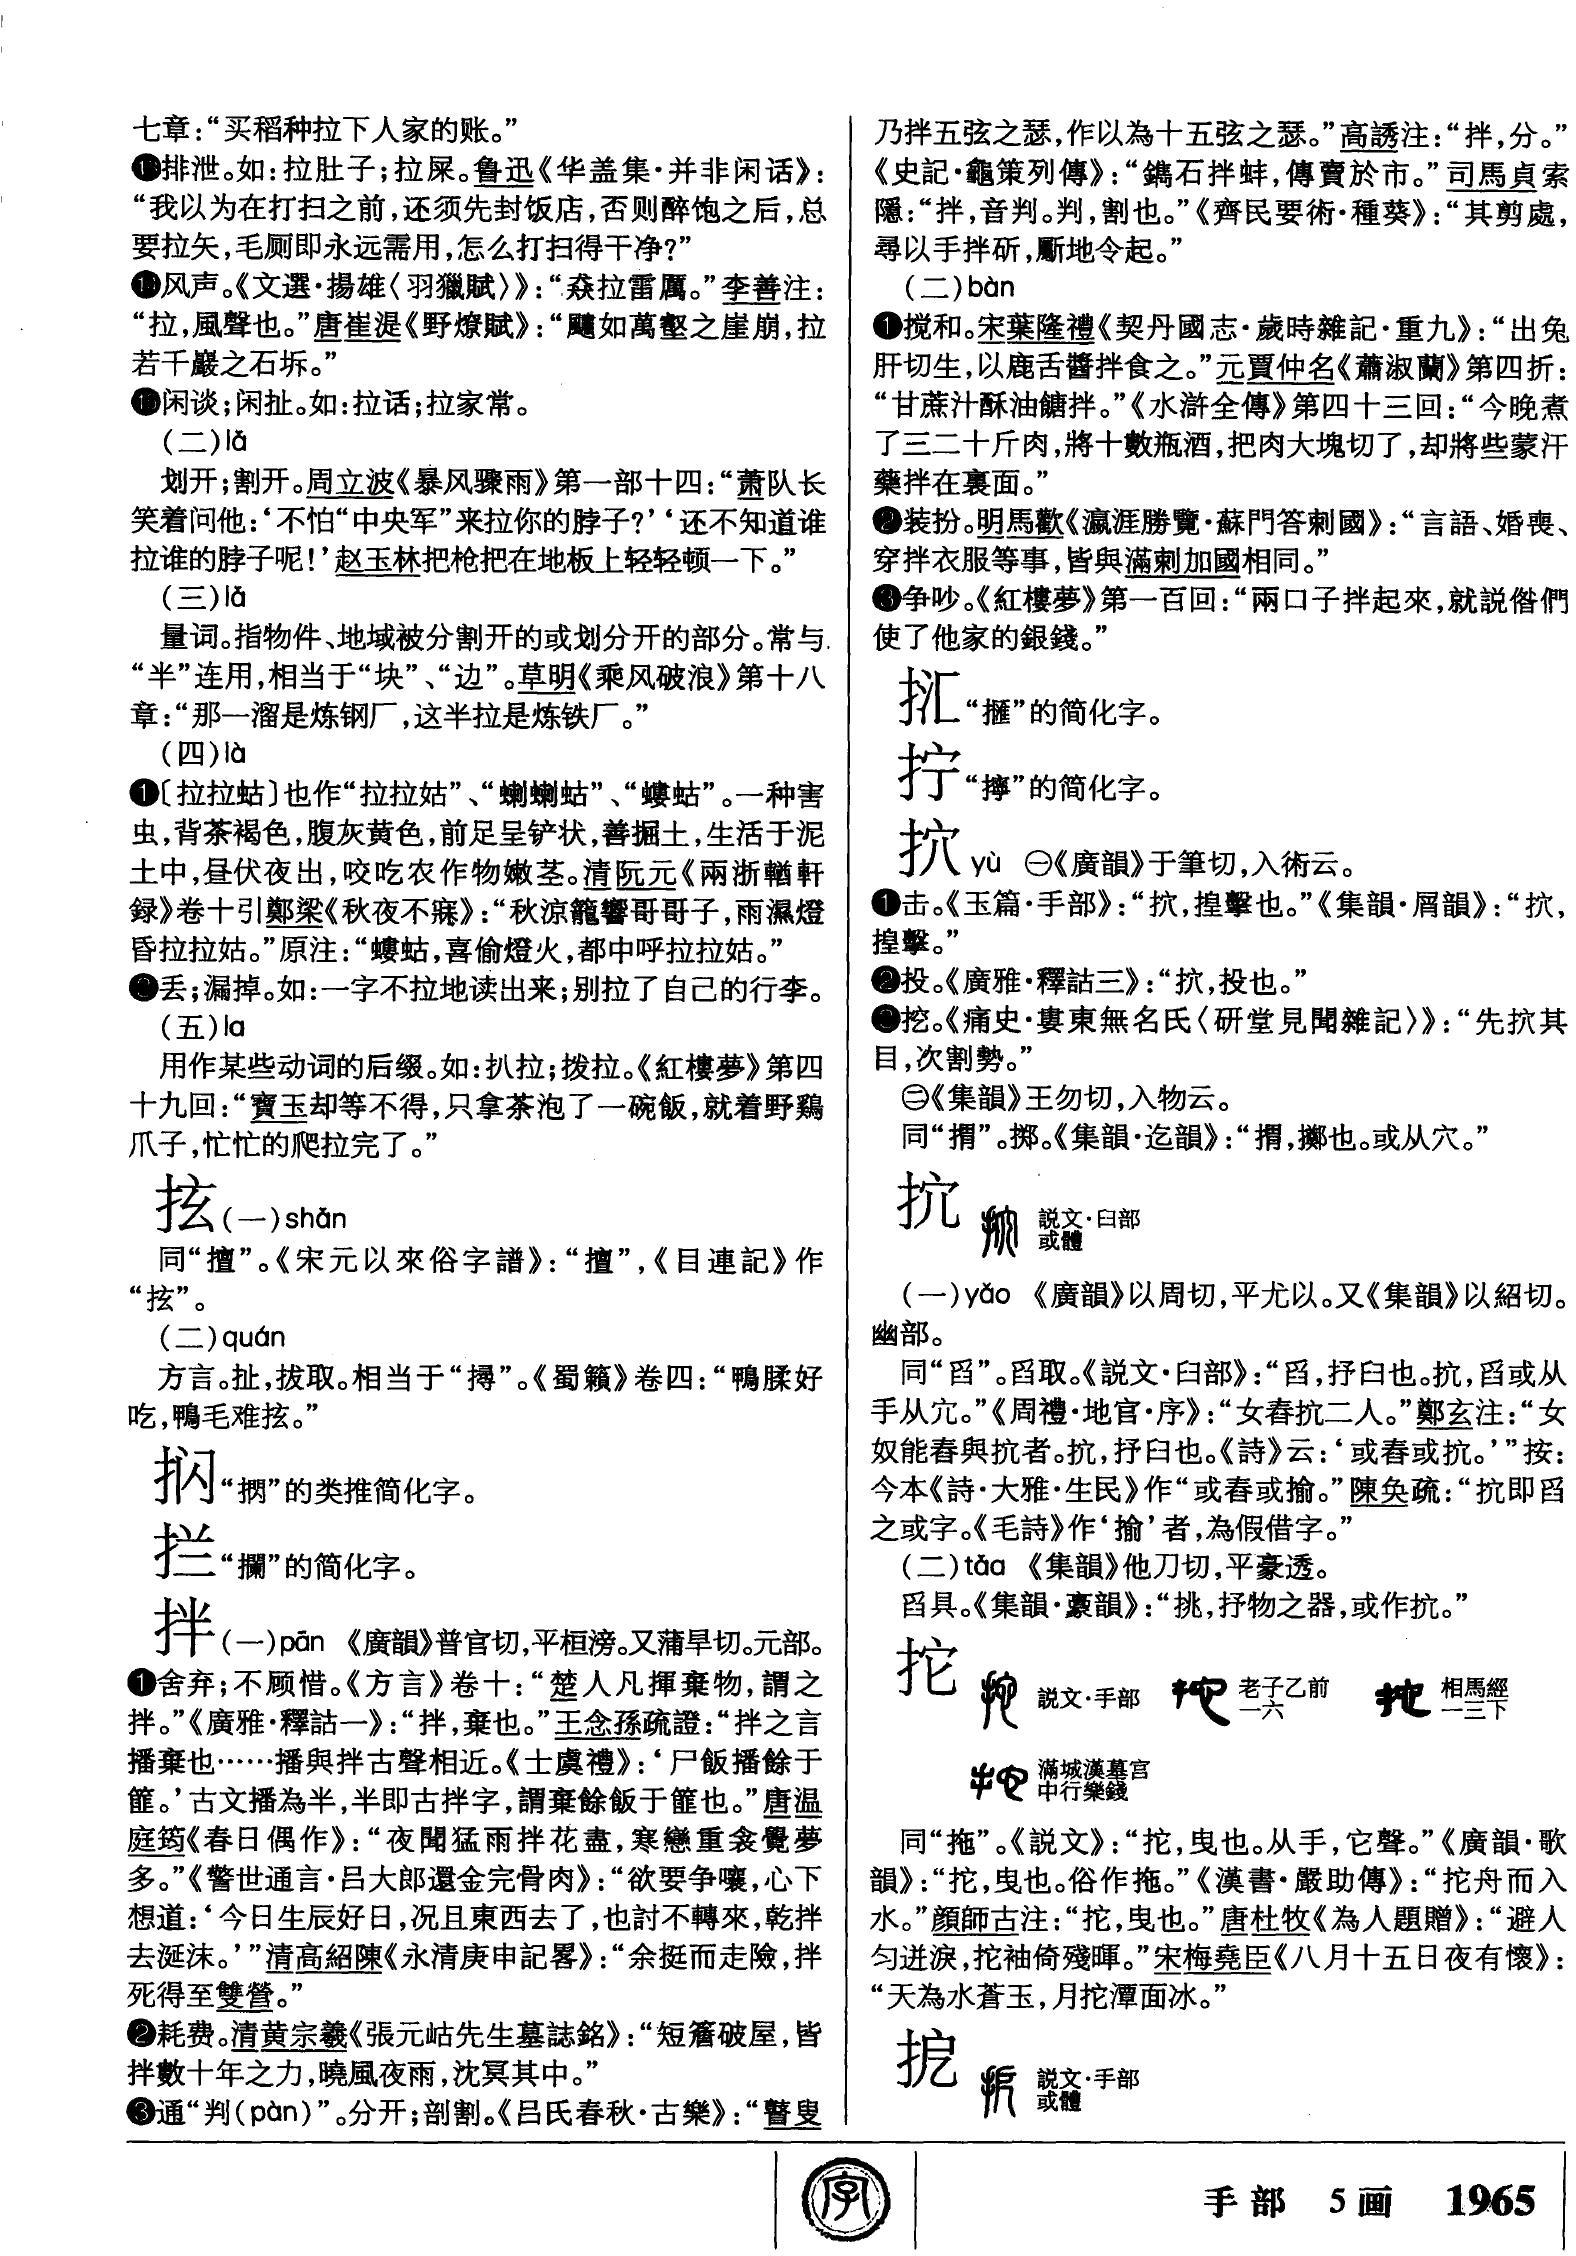 七章：“买稻种拉下人家的账。”
⓫排泄。如：拉肚子；拉屎。鲁迅《华盖集·并非闲话》：
“我以为在打扫之前，还须先封饭店，否则醉饱之后，总
要拉矢，毛厕即永远需用，怎么打扫得干净？”
风声。《文選·揚雄〈羽獵賦〉》：“猋拉雷厲。”李善注：
“拉，風聲也。”唐崔湜《野燎賦》：“飉如萬壑之崖崩，拉
若千巖之石坼。”
闲谈；闲扯。如：拉话；拉家常。
（二）lǎ
划开；割开。周立波《暴风骤雨》第一部十四：“萧队长
笑着问他：‘不怕“中央军”来拉你的脖子？’‘还不知道谁
拉谁的脖子呢！’赵玉林把枪把在地板上轻轻顿一下。”
（三）lǎ
量词。指物件、地域被分割开的或划分开的部分。常与
“半”连用，相当于“块”、“边”。草明《乘风破浪》第十八
章：“那一溜是炼钢厂，这半拉是炼铁厂。”
（四）là
❶〔拉拉蛄〕也作“拉拉姑”、“蝲蝲蛄”、“螻蛄”。一种害
虫，背茶褐色，腹灰黄色，前足呈铲状，善掘土，生活于泥
土中，昼伏夜出，咬吃农作物嫩茎。清阮元《兩浙輶軒
録》卷十引鄭梁《秋夜不寐》：“秋涼籠響哥哥子，雨濕燈
昏拉拉姑。”原注：“螻蛄，喜偷燈火，都中呼拉拉姑。”
❷丢；漏掉。如：一字不拉地读出来；别拉了自己的行李。
（五）la
用作某些动词的后缀。如：扒拉；拨拉。《紅樓夢》第四
十九回：“寶玉却等不得，只拿茶泡了一碗飯，就着野鷄
爪子，忙忙的爬拉完了。”
㧋（一）shǎn
同“擅”。《宋元以來俗字譜》：“擅”，《目連記》作
“㧋”。
（二）quán
方言。扯，拔取。相当于“撏”。《蜀籟》卷四：“鴨腬好
吃，鴨毛难㧋。”
“㨢”的类推简化字。
拦“攔”的简化字。
拌（一）pān 《廣韻》普官切，平桓滂。又蒲旱切。元部。
❶舍弃；不顾惜。《方言》卷十：“楚人凡揮棄物，謂之
拌。”《廣雅·釋詁一》：“拌，棄也。”王念孫疏證：“拌之言
播棄也……播與拌古聲相近。《士虞禮》：‘尸飯播餘于
篚。’古文播為半，半即古拌字，謂棄餘飯于篚也。”唐温
庭筠《春日偶作》：“夜聞猛雨拌花盡，寒戀重衾覺夢
多。”《警世通言·吕大郎還金完骨肉》：“欲要争嚷，心下
想道：‘今日生辰好日，况且東西去了，也討不轉來，乾拌
去涎沫。’”清高紹陳《永清庚申記畧》：“余挺而走險，拌
死得至雙營。”
❷耗费。清黄宗羲《張元岵先生墓誌銘》：“短簷破屋，皆
拌數十年之力，曉風夜雨，沈冥其中。”
❸通“判（pàn）”。分开；剖割。《吕氏春秋·古樂》：“瞽叟
乃拌五弦之瑟，作以為十五弦之瑟。”高誘注：“拌，分。”
《史記·龜策列傳》：“鐫石拌蚌，傳賣於市。”司馬貞索
隱：“拌，音判。判，割也。”《齊民要術·種葵》：“其剪處，
尋以手拌斫，斸地令起。”
（二）bàn
❶搅和。宋葉隆禮《契丹國志·歲時雜記·重九》：“出兔
肝切生，以鹿舌醬拌食之。”元賈仲名《蕭淑蘭》第四折：
“甘蔗汁酥油餹拌。”《水滸全傳》第四十三回：“今晚煮
了三二十斤肉，將十數瓶酒，把肉大塊切了，却將些蒙汗
藥拌在裏面。”
❷装扮。明馬歡《瀛涯勝覽·蘇門答剌國》：“言語、婚喪、
穿拌衣服等事，皆與滿剌加國相同。”
❸争吵。《紅樓夢》第一百回：“兩口子拌起來，就説偺們
使了他家的銀錢。”
㧟“擓”的简化字。
拧“擰”的简化字。
㧒yù ㊀《廣韻》于筆切，入術云。
❶击。《玉篇·手部》：“㧒，揘擊也。”《集韻·屑韻》：“㧒，
揘擊。”
❷投。《廣雅·釋詁三》：“㧒，投也。”
❸挖。《痛史·婁東無名氏〈研堂見聞雜記〉》：“先㧒其
目，次割勢。”
㊁《集韻》王勿切，入物云。
同“㨒”。掷。《集韻·迄韻》：“㨒，擲也。或从穴。”
抭 説文·臼部
或體
（一）yǎo 《廣韻》以周切，平尤以。又《集韻》以紹切。
幽部。
同“舀”。舀取。《説文·臼部》：“舀，抒臼也。抭，舀或从
手从宂。”《周禮·地官·序》：“女舂抭二人。”鄭玄注：“女
奴能舂與抭者。抭，抒臼也。《詩》云：‘或舂或抭。’”按：
今本《詩·大雅·生民》作“或舂或揄。”陳奂疏：“抭即舀
之或字。《毛詩》作‘揄’者，為假借字。”
（二）tāo 《集韻》他刀切，平豪透。
舀具。《集韻·豪韻》：“挑，抒物之器，或作抭。”
拕 説文·手部 老子乙前
一六 相馬經
一三下
滿城漢墓宫
中行樂錢
同“拖”。《説文》：“拕，曳也。从手，它聲。”《廣韻·歌
韻》：“拕，曳也。俗作拖。”《漢書·嚴助傳》：“拕舟而入
水。”顔師古注：“拕，曳也。”唐杜牧《為人題贈》：“避人
匀迸淚，拕袖倚殘暉。”宋梅堯臣《八月十五日夜有懷》：
“天為水蒼玉，月拕潭面冰。”
㧖 説文·手部
或體
字
手部 5画 1965